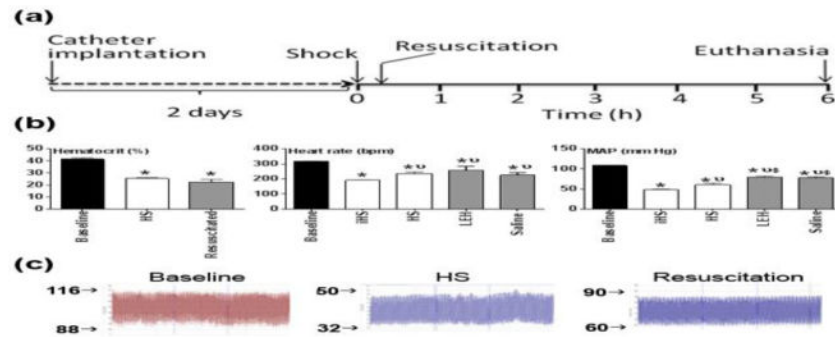 (a)
Catheter
implantation
Shock
Resuscitation
Euthanasia
2 days
0 1 2 3 4 5 6
Time (h)
(b)
Hematocrit (%)
50
40
30
20
10
0
* *
Baseline
HS
Resuscitated
Heart rate (bpm)
400
300
200
100
0
* *υ *υ *υ
Baseline
iHS
HS
LEH
Saline
MAP (mm Hg)
150
100
50
0
* *υ *υ$ *υ$
Baseline
iHS
HS
LEH
Saline
(c)
Baseline
116→
88→
HS
50→
32→
Resuscitation
90→
60→